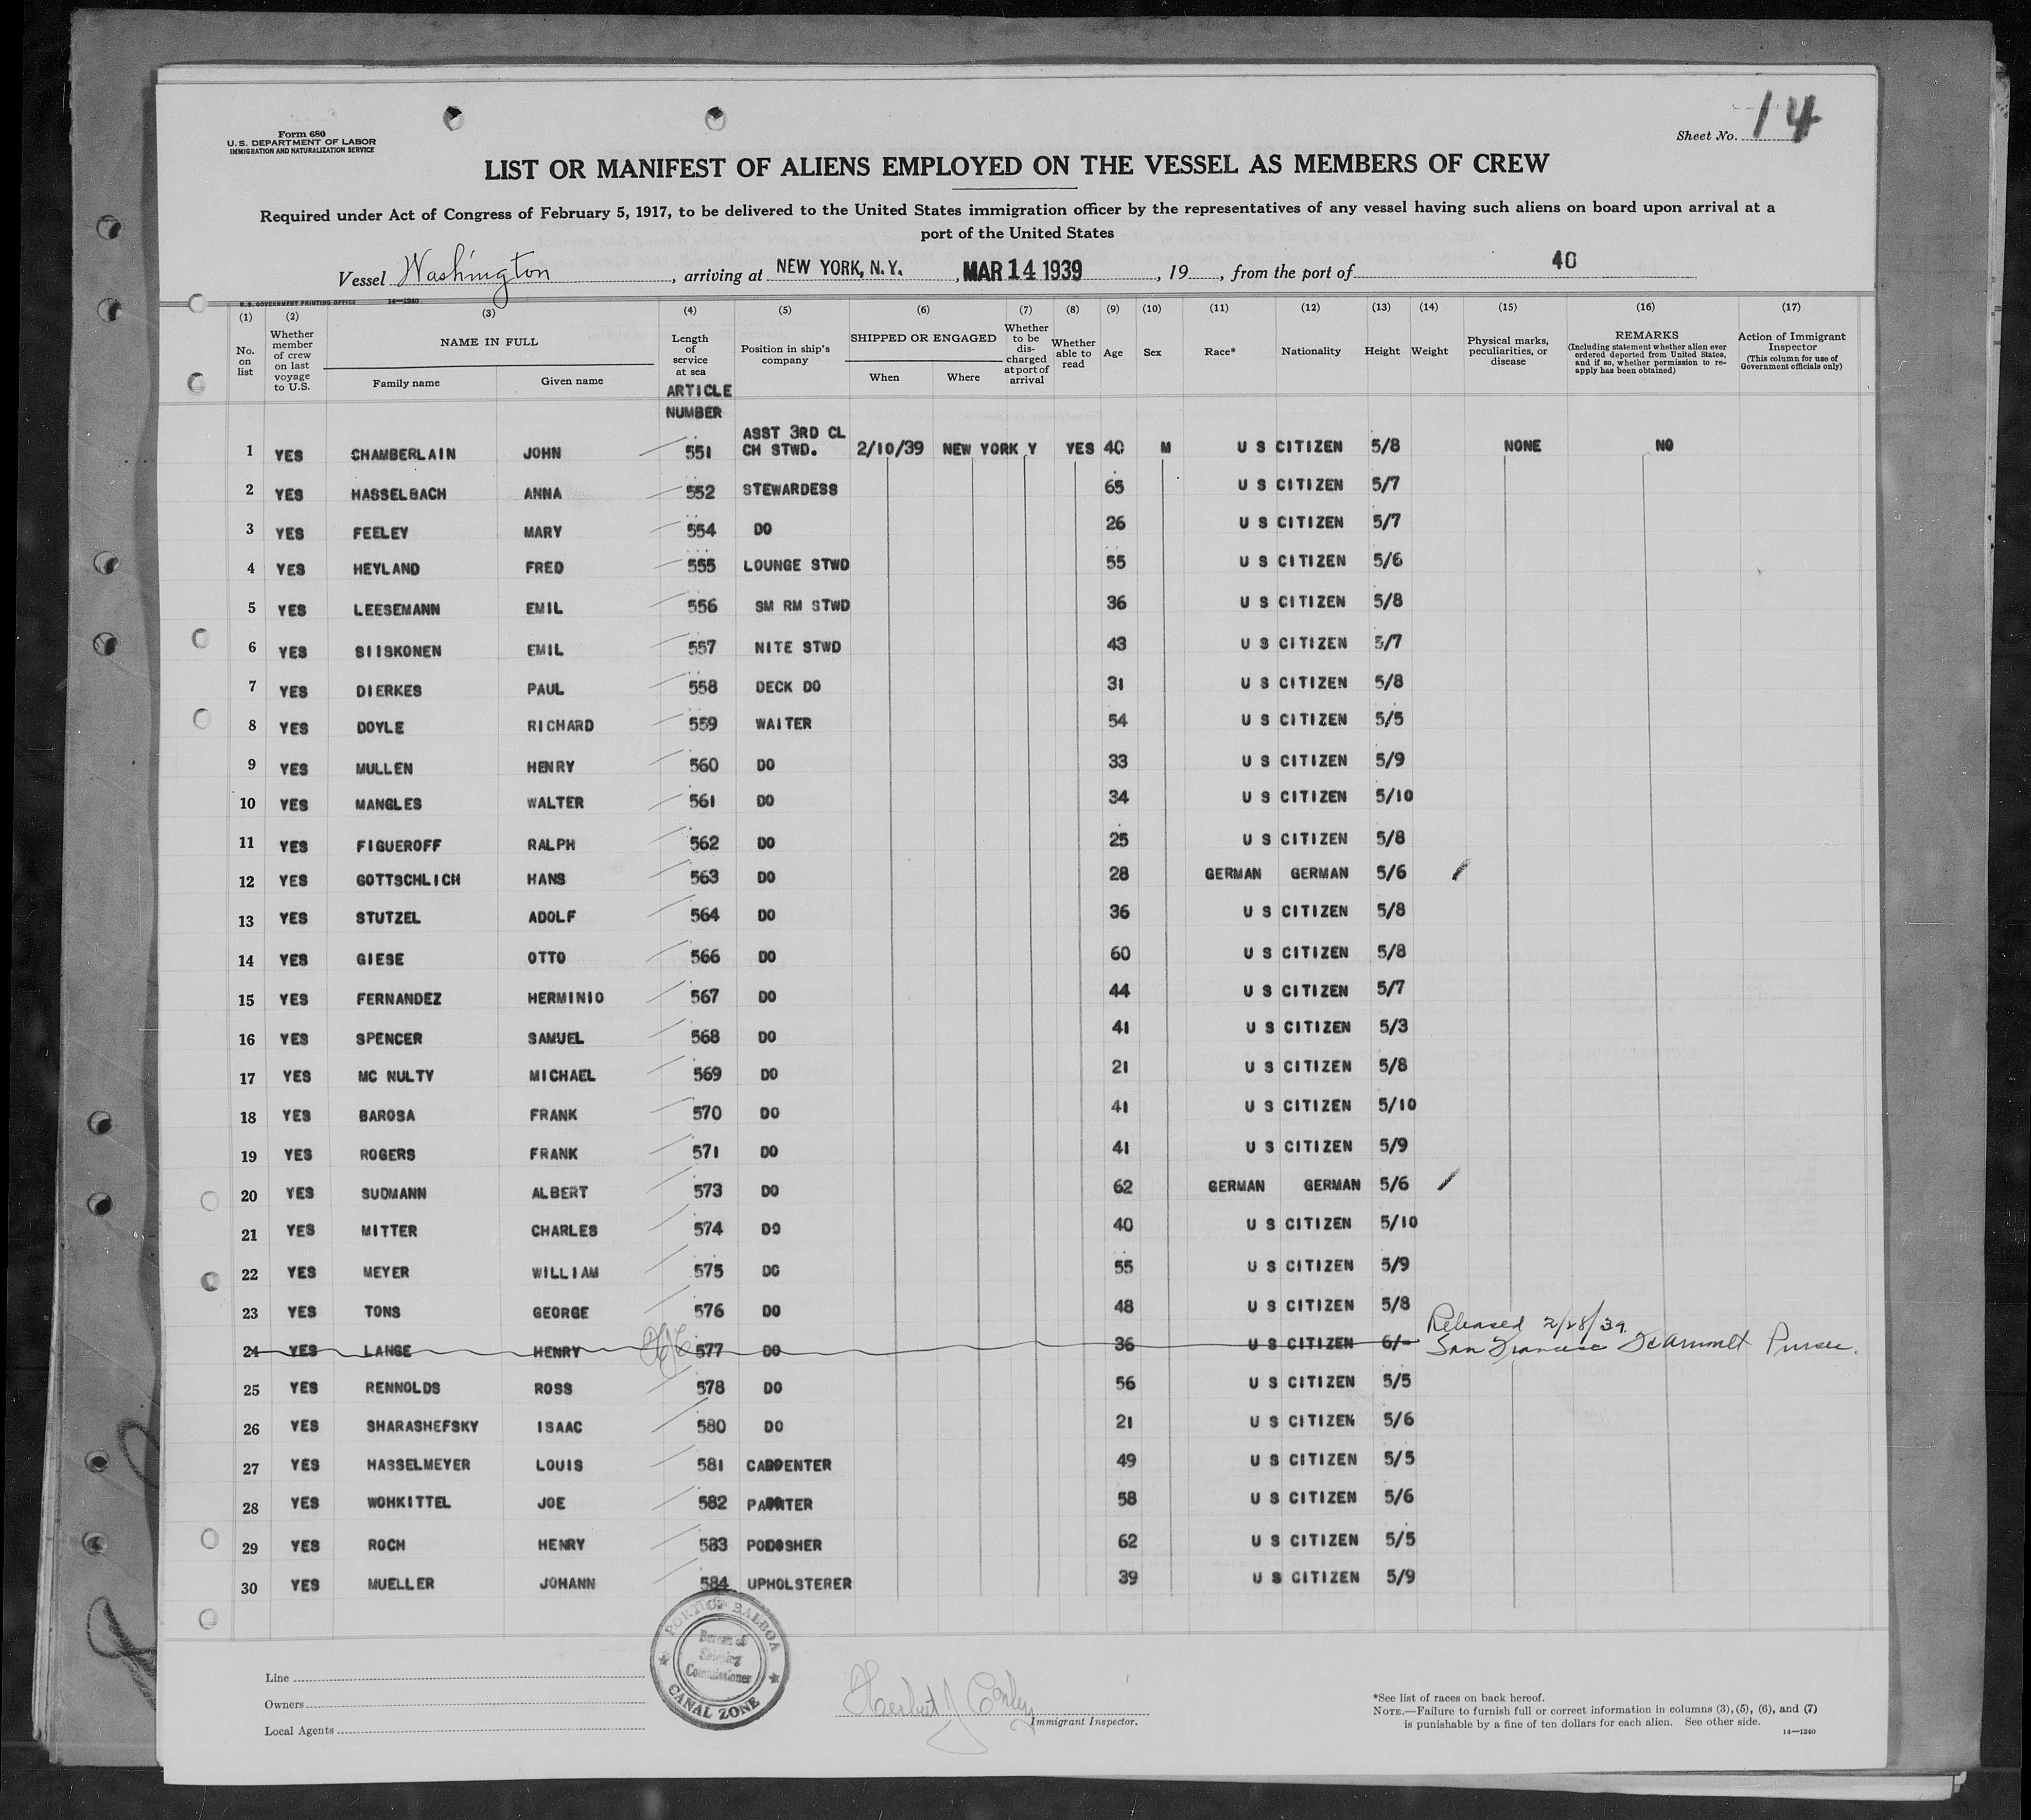 Form 680
U.S. DEPARTMENT OF LABOR
IMMIGRATION AND NATURALIZATION SERVICE
Sheet No. 14
LIST OR MANIFEST OF ALIENS EMPLOYED ON THE VESSEL AS MEMBERS OF CREW
Required under Act of Congress of February 5, 1917, to be delivered to the United States immigration officer by the representatives of any vessel having such aliens on board upon arrival at a
port of the United States
Vessel Washington, arriving at NEW YORK, N.Y., MAR 14 1939, 19, from the port of 40
U.S. GOVERNMENT PRINTING OFFICE 14—1240
(1) (2) (3) (4) (5) (6) (7) (8) (9) (10) (11) (12) (13) (14) (15) (16) (17)
No. on list
Whether member of crew on last voyage to U.S.
NAME IN FULL
Family name Given name
Length of service at sea
ARTICLE NUMBER
Position in ship's company
SHIPPED OR ENGAGED
When Where
Whether to be discharged at port of arrival
Whether able to read
Age
Sex
Race*
Nationality
Height
Weight
Physical marks, peculiarities, or disease
REMARKS
(Including statement whether alien ever ordered deported from United States, and if so, whether permission to re-apply has been obtained)
Action of Immigrant Inspector
(This column for use of Government officials only)
1 YES CHAMBERLAIN JOHN 551 ASST 3RD CL CH STWD. 2/10/39 NEW YORK Y YES 40 M U S CITIZEN 5/8 NONE NO
2 YES HASSELBACH ANNA 552 STEWARDESS 65 U S CITIZEN 5/7
3 YES FEELEY MARY 554 DO 26 U S CITIZEN 5/7
4 YES HEYLAND FRED 555 LOUNGE STWD 55 U S CITIZEN 5/6
5 YES LEESEMANN EMIL 556 SM RM STWD 36 U S CITIZEN 5/8
6 YES SIISKONEN EMIL 557 NITE STWD 43 U S CITIZEN 5/7
7 YES DIERKES PAUL 558 DECK DO 31 U S CITIZEN 5/8
8 YES DOYLE RICHARD 559 WAITER 54 U S CITIZEN 5/5
9 YES MULLEN HENRY 560 DO 33 U S CITIZEN 5/9
10 YES MANGLES WALTER 561 DO 34 U S CITIZEN 5/10
11 YES FIGUEROFF RALPH 562 DO 25 U S CITIZEN 5/8
12 YES GOTTSCHLICH HANS 563 DO 28 GERMAN GERMAN 5/6
13 YES STUTZEL ADOLF 564 DO 36 U S CITIZEN 5/8
14 YES GIESE OTTO 566 DO 60 U S CITIZEN 5/8
15 YES FERNANDEZ HERMINIO 567 DO 44 U S CITIZEN 5/7
16 YES SPENCER SAMUEL 568 DO 41 U S CITIZEN 5/3
17 YES MC NULTY MICHAEL 569 DO 21 U S CITIZEN 5/8
18 YES BAROSA FRANK 570 DO 41 U S CITIZEN 5/10
19 YES ROGERS FRANK 571 DO 41 U S CITIZEN 5/9
20 YES SUDMANN ALBERT 573 DO 62 GERMAN GERMAN 5/6
21 YES MITTER CHARLES 574 DO 40 U S CITIZEN 5/10
22 YES MEYER WILLIAM 575 DO 55 U S CITIZEN 5/9
23 YES TONS GEORGE 576 DO 48 U S CITIZEN 5/8
Released 2/28/39.
24 YES LANGE HENRY 577 DO 36 U S CITIZEN 6/- San Francisco Purser.
25 YES RENNOLDS ROSS 578 DO 56 U S CITIZEN 5/5
26 YES SHARASHEFSKY ISAAC 580 DO 21 U S CITIZEN 5/6
27 YES HASSELMEYER LOUIS 581 49 U S CITIZEN 5/5
28 YES WOHKITTEL JOE 582 58 U S CITIZEN 5/6
29 YES ROCH HENRY 583 62 U S CITIZEN 5/5
30 YES MUELLER JOHANN 584 UPHOLSTERER 39 U S CITIZEN 5/9
PORT OF BALBOA
Bureau of
Shipping
Commissioner
CANAL ZONE
Line
Owners
Local Agents
Herbert J Conley
Immigrant Inspector.
*See list of races on back hereof.
NOTE.—Failure to furnish full or correct information in columns (3), (5), (6), and (7)
is punishable by a fine of ten dollars for each alien. See other side.
14—1240